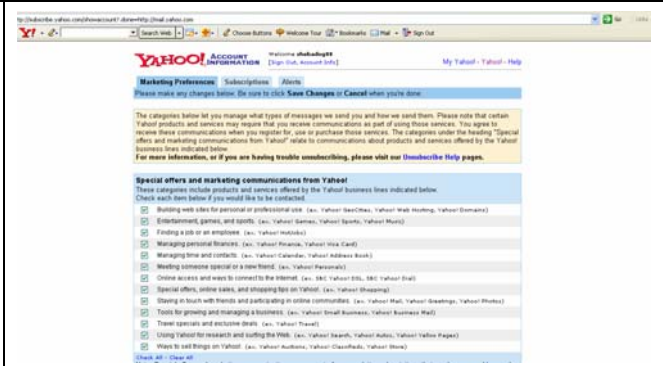 tp://subscribe.yahoo.com/showaccount?.done=http://mail.yahoo.com
Go
Y! Search Web Choose Buttons Welcome Tour Bookmarks Mail Sign Out
YAHOO! ACCOUNT INFORMATION
Welcome
[Sign Out, Account Info]
My Yahoo! - Yahoo! - Help
Marketing Preferences Subscriptions Alerts
Please make any changes below. Be sure to click Save Changes or Cancel when you're done.
The categories below let you manage what types of messages we send you and how we send them. Please note that certain
Yahoo! products and services may require that you receive communications as part of using those services. You agree to
receive these communications when you register for, use or purchase those services. The categories under the heading "Special
offers and marketing communications from Yahoo!" relate to communications about products and services offered by the Yahoo!
business lines indicated below.
For more information, or if you are having trouble unsubscribing, please visit our Unsubscribe Help pages.
Special offers and marketing communications from Yahoo!
These categories include products and services offered by the Yahoo! business lines indicated below.
Check each item below if you would like to be contacted.
Building web sites for personal or professional use. (ex. Yahoo! GeoCities, Yahoo! Web Hosting, Yahoo! Domains)
Entertainment, games, and sports. (ex. Yahoo! Games, Yahoo! Sports, Yahoo! Music)
Finding a job or an employee. (ex. Yahoo! HotJobs)
Managing personal finances. (ex. Yahoo! Finance, Yahoo! Visa Card)
Managing time and contacts. (ex. Yahoo! Calendar, Yahoo! Address Book)
Meeting someone special or a new friend. (ex. Yahoo! Personals)
Online access and ways to connect to the Internet. (ex. SBC Yahoo! DSL, SBC Yahoo! Dial)
Special offers, online sales, and shopping tips on Yahoo!. (ex. Yahoo! Shopping)
Staying in touch with friends and participating in online communities. (ex. Yahoo! Mail, Yahoo! Greetings, Yahoo! Photos)
Tools for growing and managing a business. (ex. Yahoo! Small Business, Yahoo! Business Mail)
Travel specials and exclusive deals. (ex. Yahoo! Travel)
Using Yahoo! for research and surfing the Web. (ex. Yahoo! Search, Yahoo! Autos, Yahoo! Yellow Pages)
Ways to sell things on Yahoo!. (ex. Yahoo! Auctions, Yahoo! Classifieds, Yahoo! Store)
Check All - Clear All